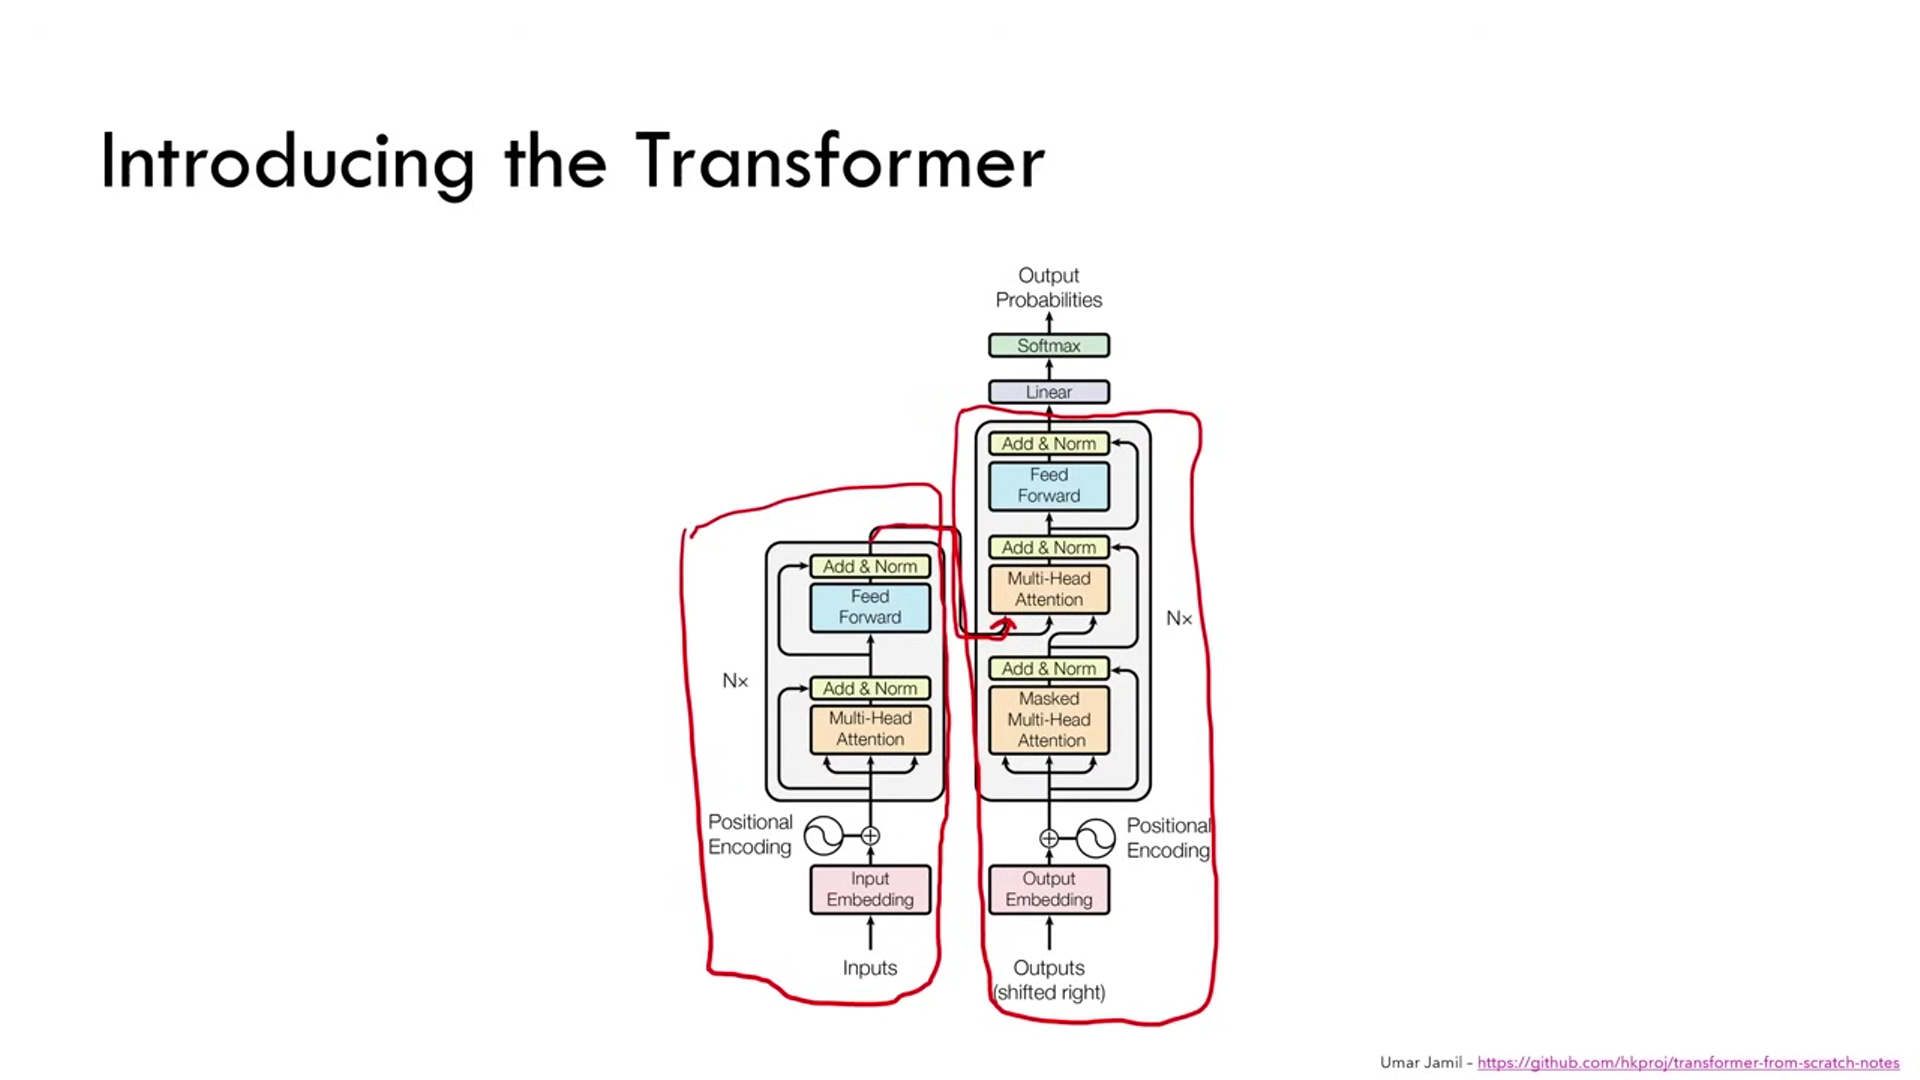 Introducing the Transformer
Output
Probabilities
Softmax
Linear
Add & Norm
Feed
Forward
Add & Norm
Multi-Head
Attention
Nx
Add & Norm
Masked
Multi-Head
Attention
Positional
Encoding
Output
Embedding
Outputs
(shifted right)
Add & Norm
Feed
Forward
Nx
Add & Norm
Multi-Head
Attention
Positional
Encoding
Input
Embedding
Inputs
Umar Jamil – https://github.com/hkproj/transformer-from-scratch-notes